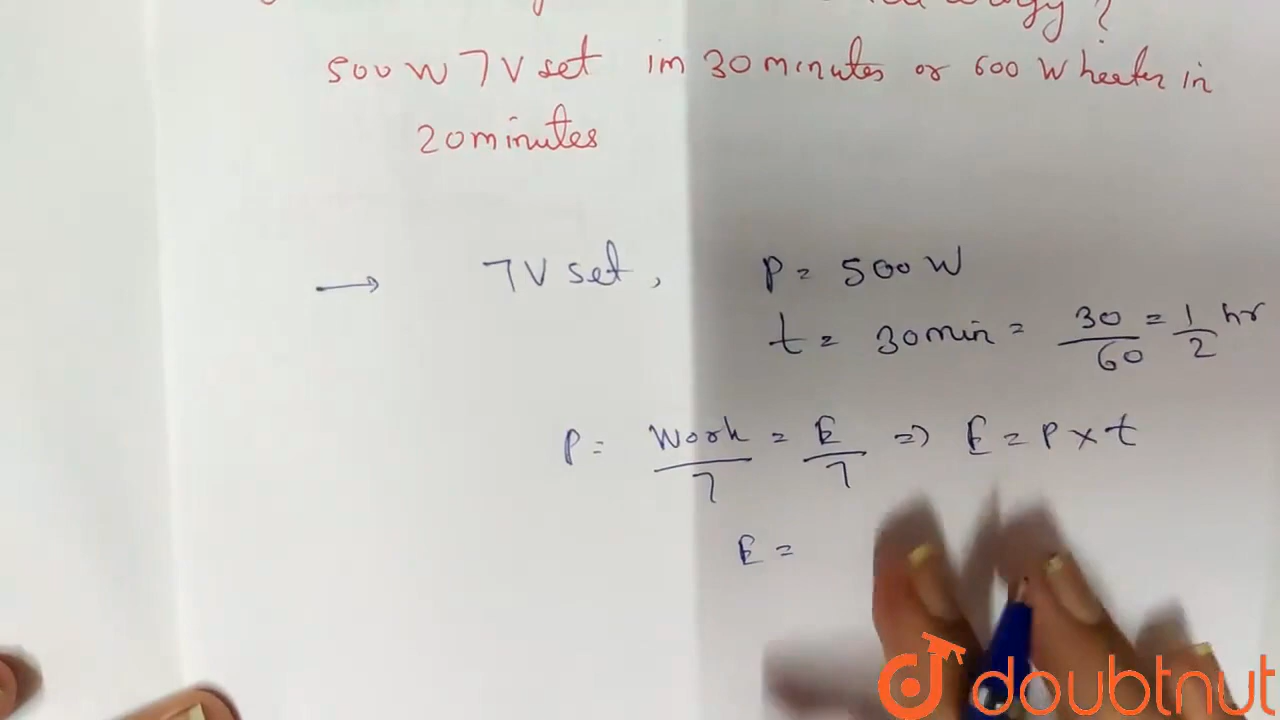 ?
500 W TV set in 30 minutes or 600 W heater in
20 minutes
→ TV set, P = 500 W
t = 30 min = 30/60 = 1/2 hr
P = Work/T = E/T ⇒ E = P × t
E =
doubtnut